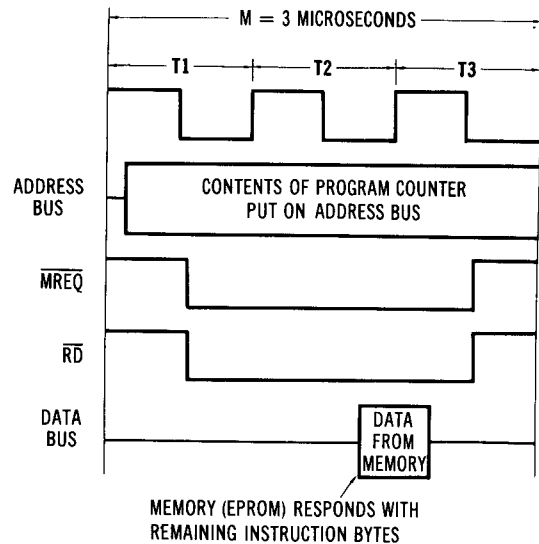 M = 3 MICROSECONDS
T1 T2 T3
ADDRESS
BUS
CONTENTS OF PROGRAM COUNTER
PUT ON ADDRESS BUS
MREQ
RD
DATA
BUS
DATA
FROM
MEMORY
MEMORY (EPROM) RESPONDS WITH
REMAINING INSTRUCTION BYTES